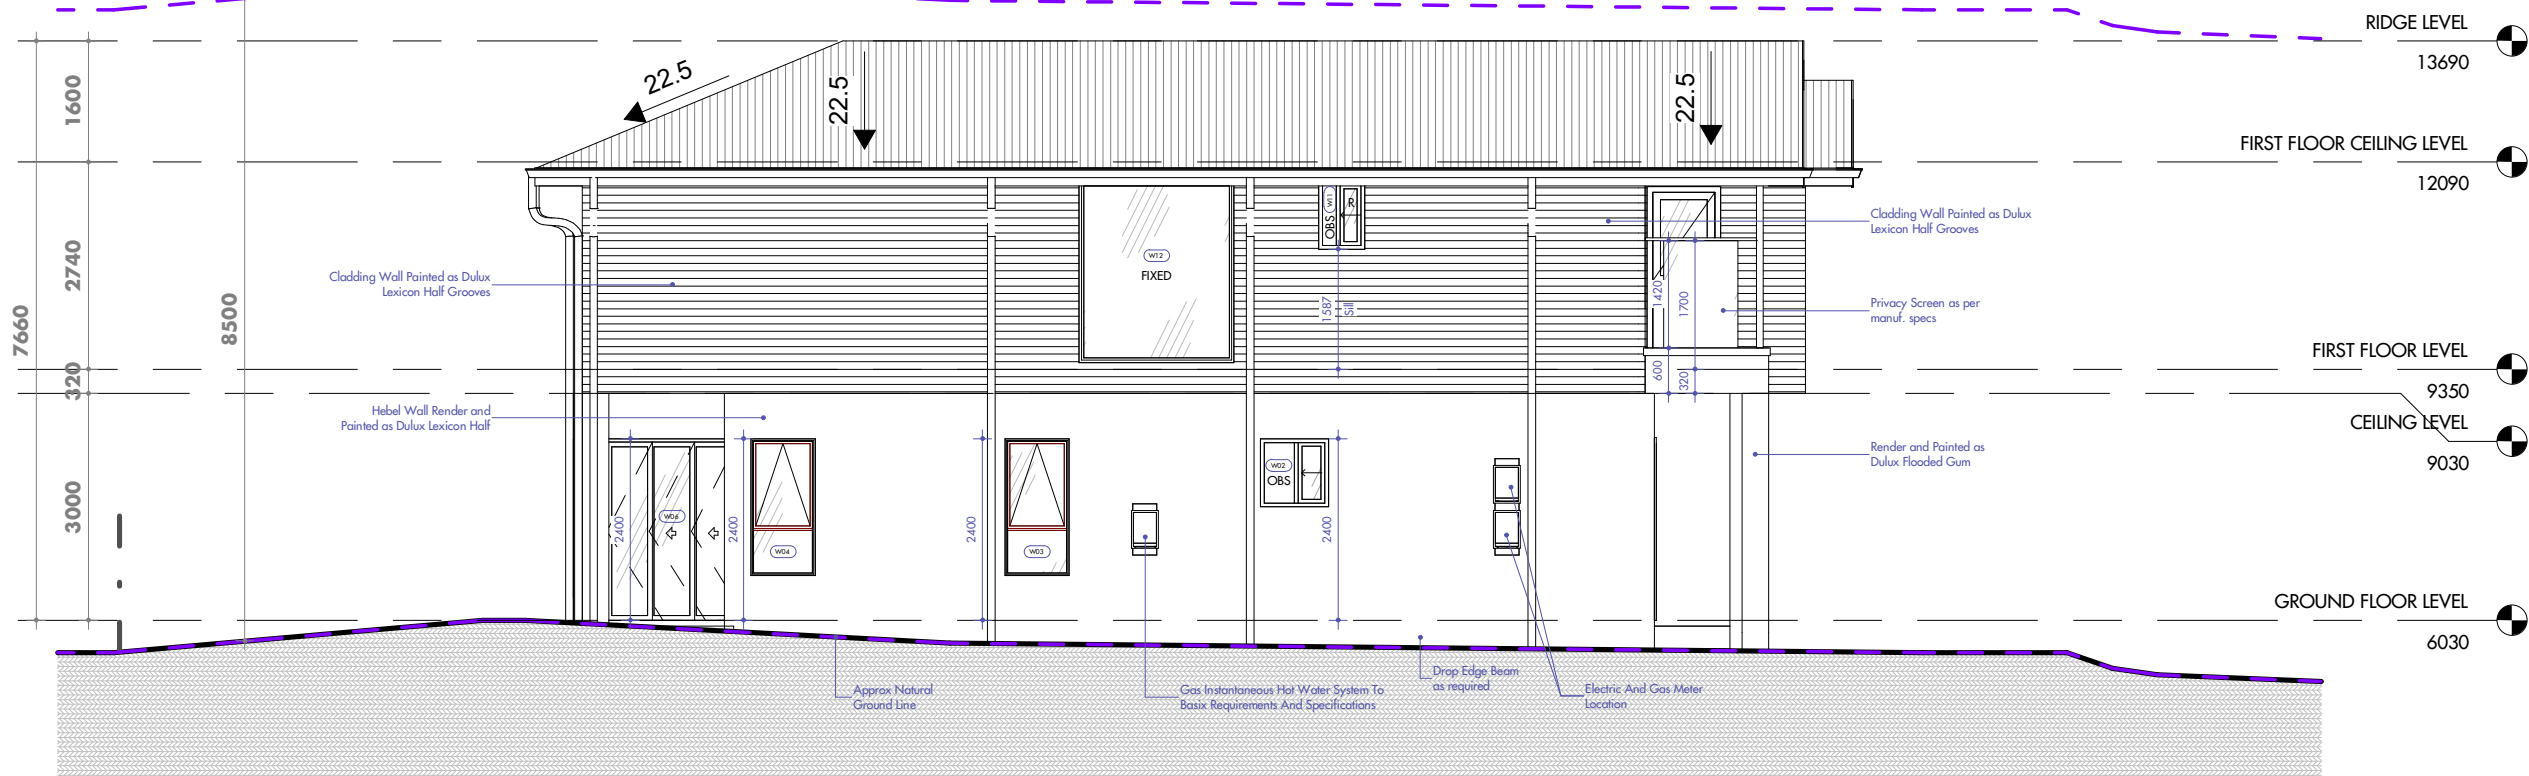 RIDGE LEVEL
13690
FIRST FLOOR CEILING LEVEL
12090
FIRST FLOOR LEVEL
9350
CEILING LEVEL
9030
GROUND FLOOR LEVEL
6030
1600
2740
320
3000
7660
8500
22.5
22.5
22.5
Cladding Wall Painted as Dulux
Lexicon Half Grooves
Hebel Wall Render and
Painted as Dulux Lexicon Half
W12
FIXED
W11
OBS
R
1587
Sill
1420
1700
600
320
Cladding Wall Painted as Dulux
Lexicon Half Grooves
Privacy Screen as per
manuf. specs
Render and Painted as
Dulux Flooded Gum
2400
W06
2400
W04
2400
W03
W02
OBS
2400
Approx Natural
Ground Line
Gas Instantaneous Hot Water System To
Basix Requirements And Specifications
Drop Edge Beam
as required
Electric And Gas Meter
Location